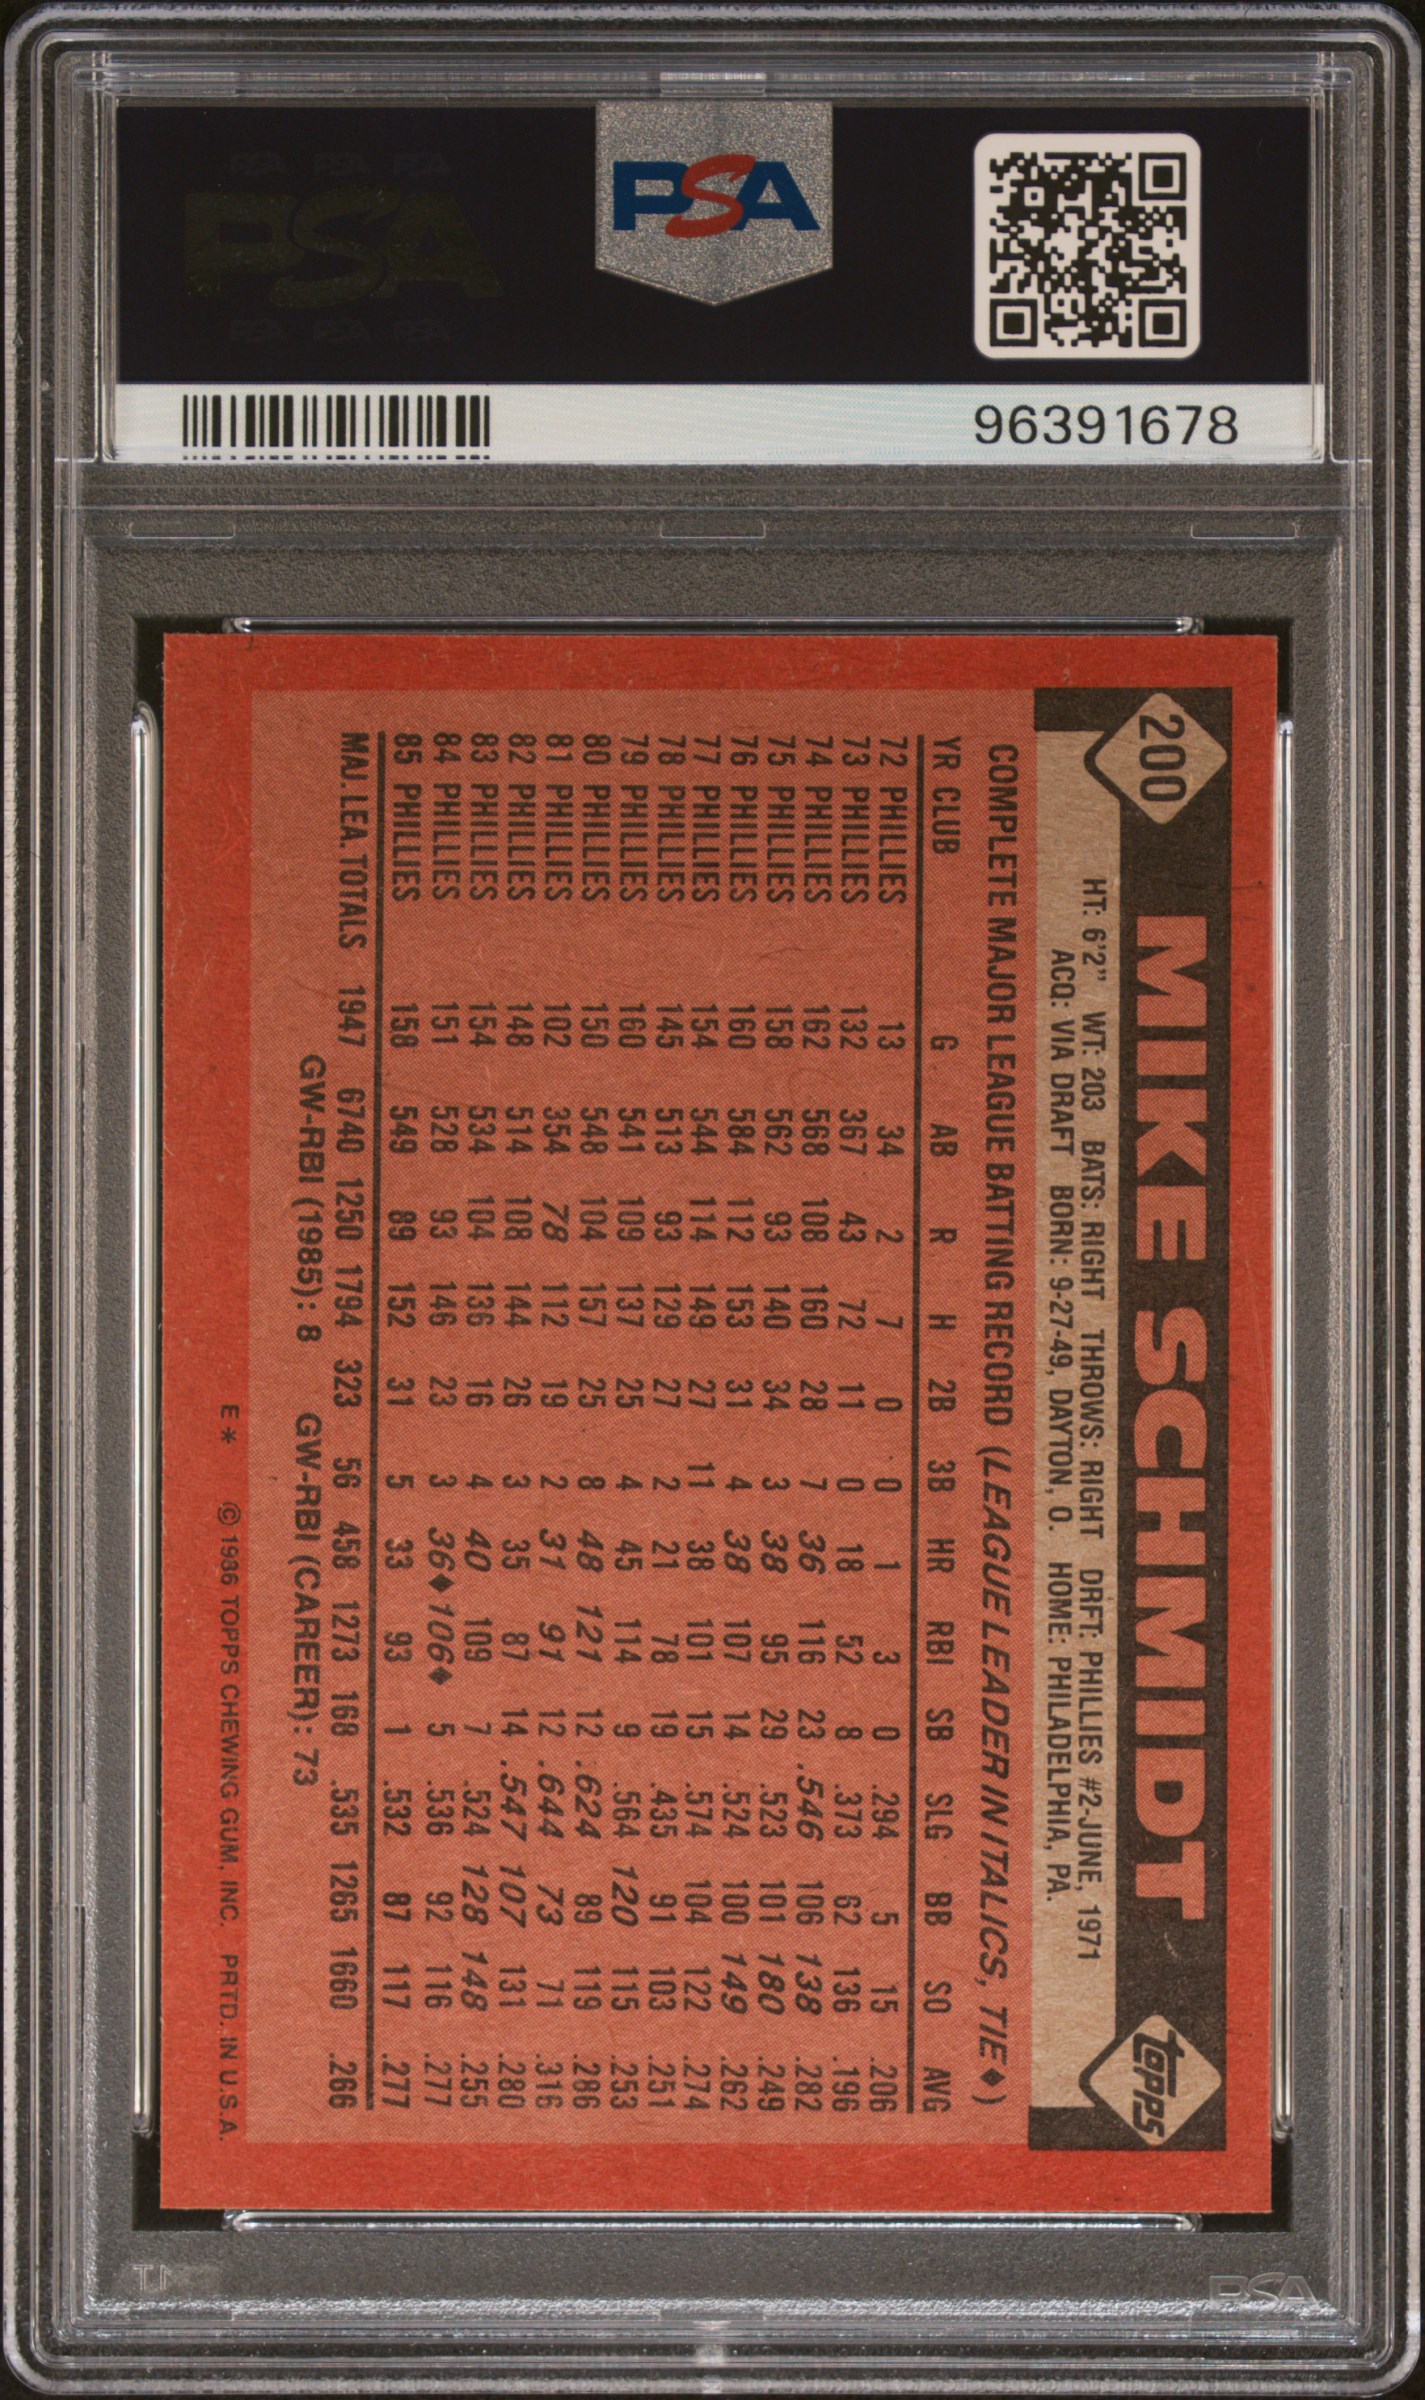 PSA
96391678
200 MIKE SCHMIDT topps
HT: 6'2" WT: 203 BATS: RIGHT THROWS: RIGHT DRFT: PHILLIES #2-JUNE, 1971
ACQ: VIA DRAFT BORN: 9-27-49, DAYTON, O. HOME: PHILADELPHIA, PA.
COMPLETE MAJOR LEAGUE BATTING RECORD (LEAGUE LEADER IN ITALICS, TIE♦)
YR CLUB G AB R H 2B 3B HR RBI SB SLG BB SO AVG
72 PHILLIES 13 34 2 7 0 0 1 3 0 .294 5 15 .206
73 PHILLIES 132 367 43 72 11 0 18 52 8 .373 62 136 .196
74 PHILLIES 162 568 108 160 28 7 36 116 23 .546 106 138 .282
75 PHILLIES 158 562 93 140 34 3 38 95 29 .523 101 180 .249
76 PHILLIES 160 584 112 153 31 4 38 107 14 .524 100 149 .262
77 PHILLIES 154 544 114 149 27 11 38 101 15 .574 104 122 .274
78 PHILLIES 145 513 93 129 27 2 21 78 19 .435 91 103 .251
79 PHILLIES 160 541 109 137 25 4 45 114 9 .564 120 115 .253
80 PHILLIES 150 548 104 157 25 8 48 121 12 .624 89 119 .286
81 PHILLIES 102 354 78 112 19 2 31 91 12 .644 73 71 .316
82 PHILLIES 148 514 108 144 26 3 35 87 14 .547 107 131 .280
83 PHILLIES 154 534 104 136 16 4 40 109 7 .524 128 148 .255
84 PHILLIES 151 528 93 146 23 3 36♦ 106♦ 5 .536 92 116 .277
85 PHILLIES 158 549 89 152 31 5 33 93 1 .532 87 117 .277
MAJ. LEA. TOTALS 1947 6740 1250 1794 323 56 458 1273 168 .535 1265 1660 .266
GW-RBI (1985): 8 GW-RBI (CAREER): 73
E* © 1986 TOPPS CHEWING GUM, INC. PRTD. IN U.S.A.
PSA